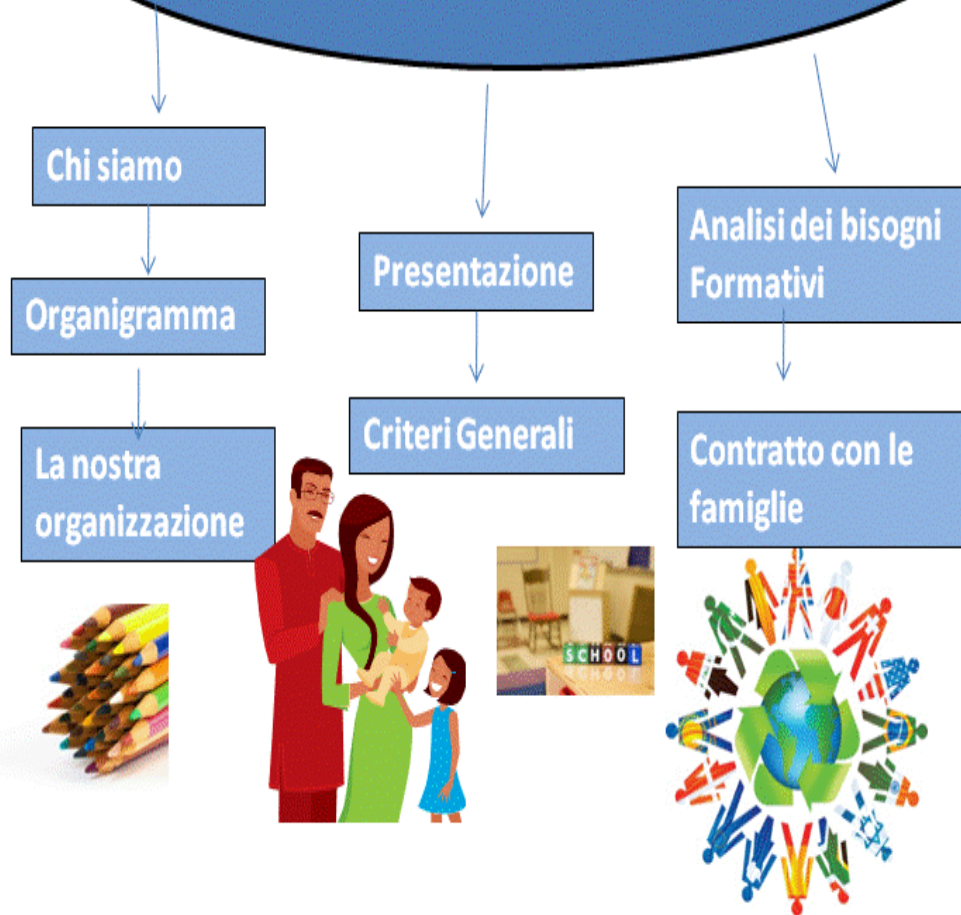 Chi siamo
Organigramma
La nostra
organizzazione
Presentazione
Criteri Generali
Analisi dei bisogni
Formativi
Contratto con le
famiglie
SCHOOL